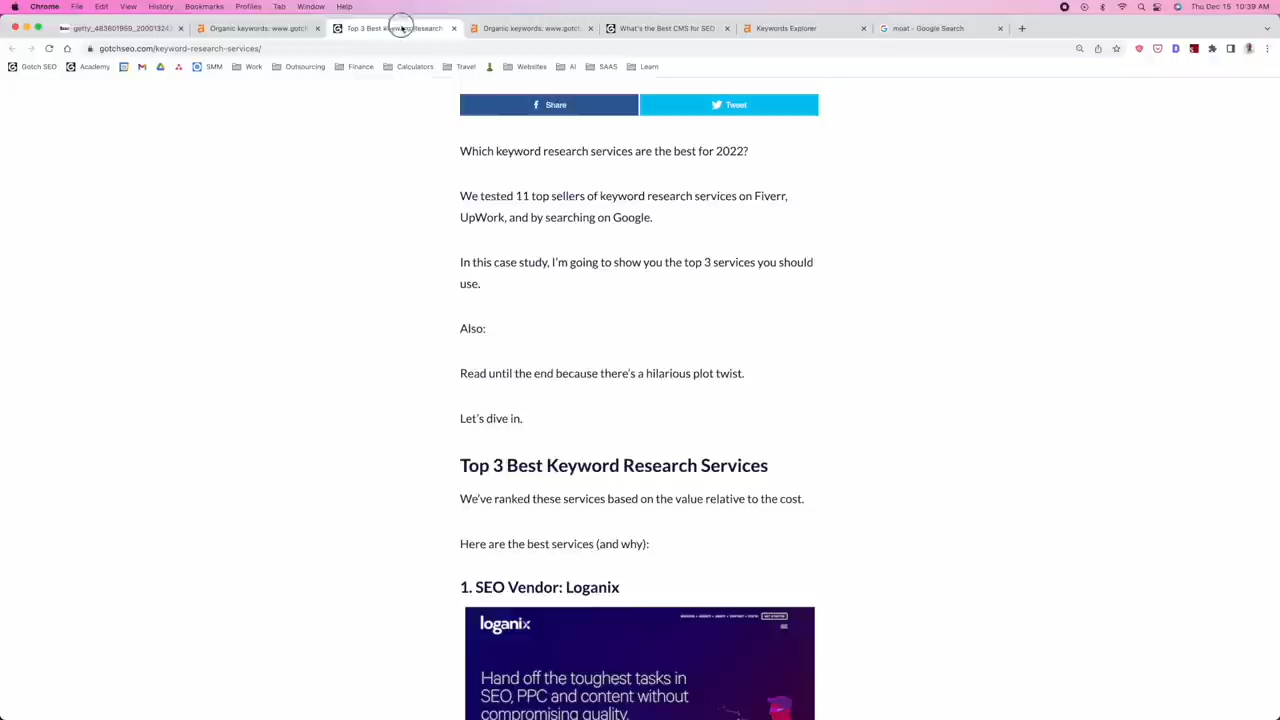 Chrome File Edit View History Bookmarks Profiles Tab Window Help Thu Dec 15 10:39 AM
getty_483601959_2000132 Organic keywords: www.gotch Top 3 Best Keyword Research Organic keywords: www.gotc What's the Best CMS for SEO Keywords Explorer moat - Google Search
gotchseo.com/keyword-research-services/
Gotch SEO Academy SMM Work Outsourcing Finance Calculators Travel Websites AI SAAS Learn
Share Tweet
Which keyword research services are the best for 2022?
We tested 11 top sellers of keyword research services on Fiverr,
UpWork, and by searching on Google.
In this case study, I'm going to show you the top 3 services you should
use.
Also:
Read until the end because there's a hilarious plot twist.
Let's dive in.
Top 3 Best Keyword Research Services
We've ranked these services based on the value relative to the cost.
Here are the best services (and why):
1. SEO Vendor: Loganix
loganix
Hand off the toughest tasks in
SEO, PPC and content without
compromising quality.